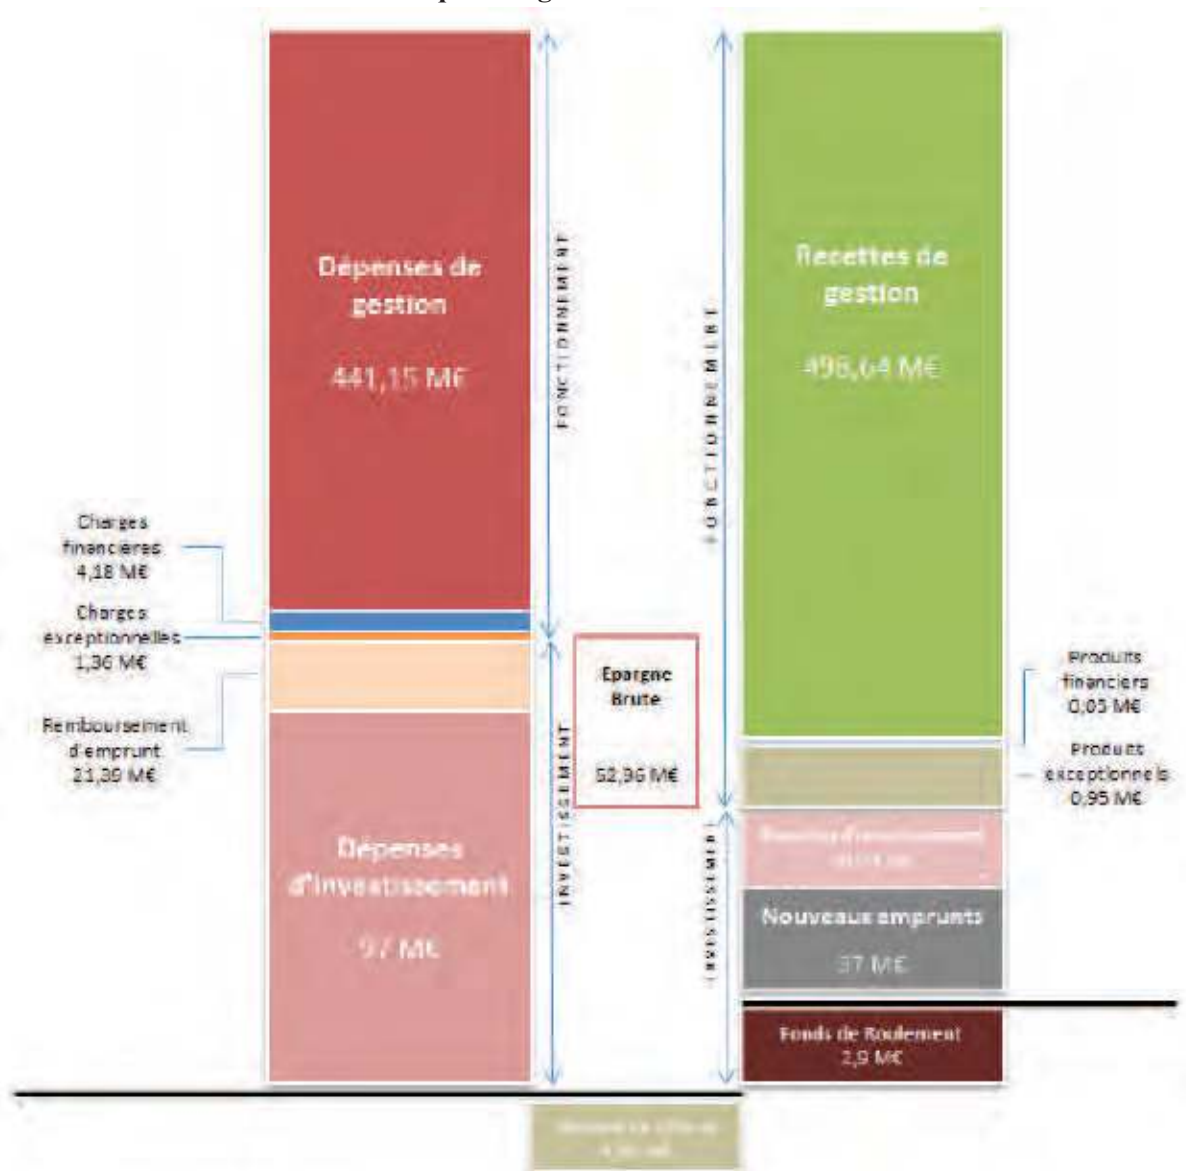 Dépenses de
gestion
441,15 M€
FONCTIONNEMENT
Charges
financières
4,18 M€
Charges
exceptionnelles
1,36 M€
Remboursement
d'emprunt
21,39 M€
Dépenses
d'investissement
97 M€
INVESTISSEMENT
Epargne
Brute
52,96 M€
Recettes de
gestion
498,64 M€
FONCTIONNEMENT
Produits
financiers
0,05 M€
Produits
exceptionnels
0,95 M€
Nouveaux emprunts
37 M€
Fonds de Roulement
2,9 M€